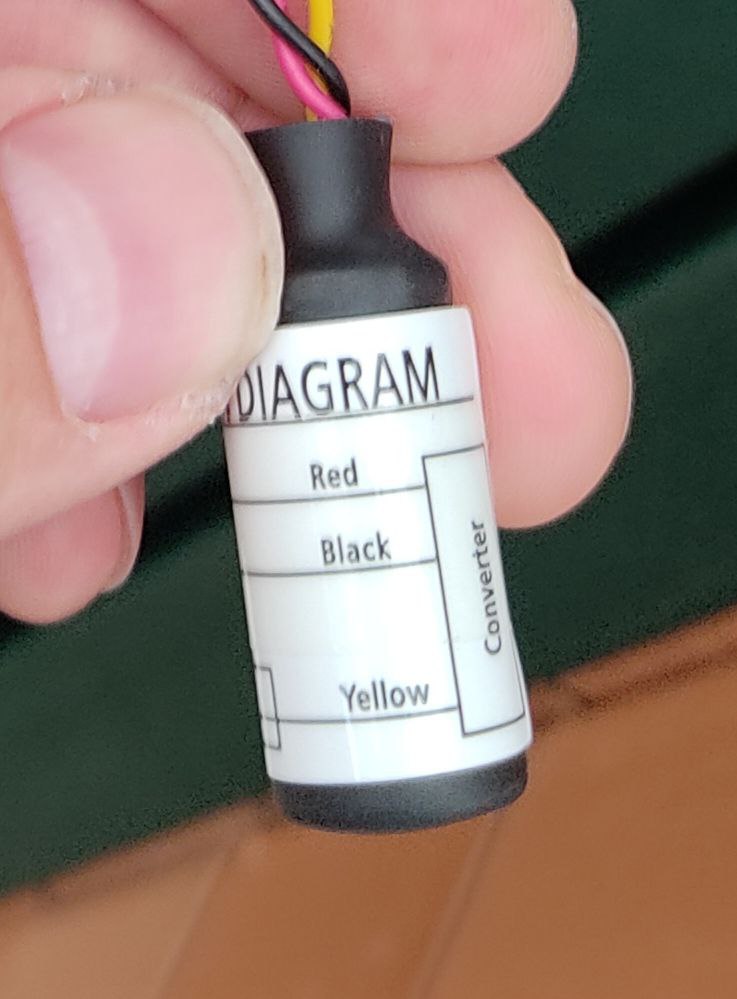 DIAGRAM
Red
Black
Converter
Yellow